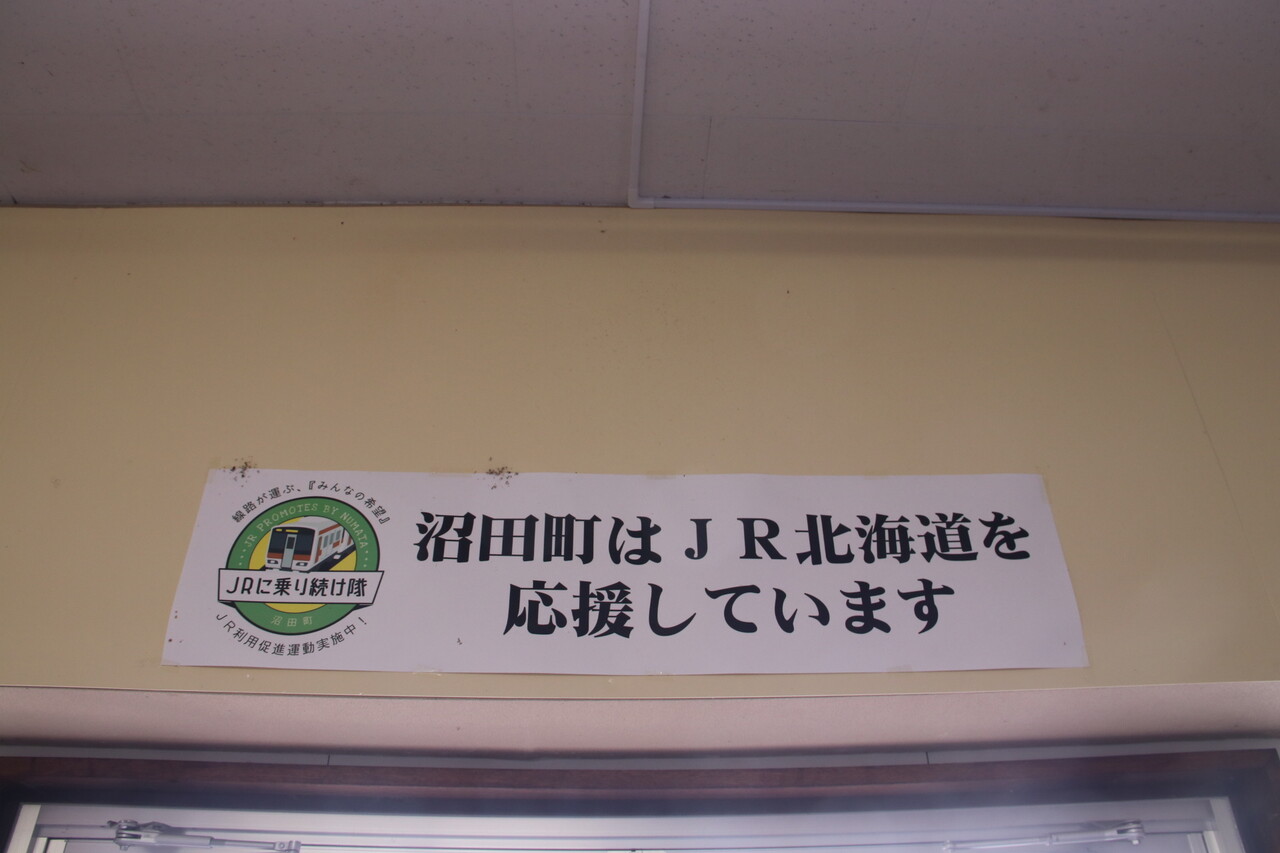 線路が運ぶ、『みんなの希望』
JR PROMOTES BY NUMATA
JRに乗り続け隊
沼田町
JR利用促進運動実施中！
沼田町はＪＲ北海道を
応援しています